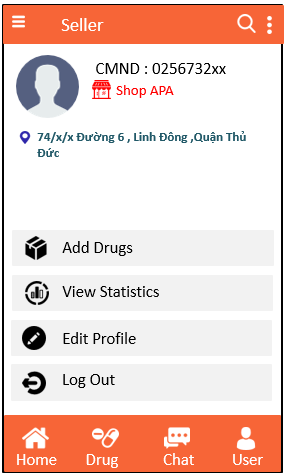 Seller
CMND : 0256732xx
Shop APA
74/x/x Đường 6 , Linh Đông ,Quận Thủ
Đức
Add Drugs
View Statistics
Edit Profile
Log Out
Home Drug Chat User